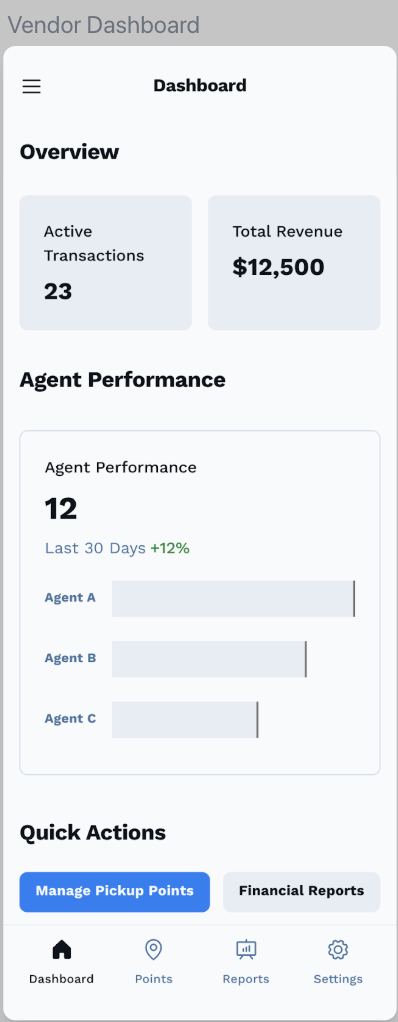 Vendor Dashboard
Dashboard
Overview
Active
Transactions
23
Total Revenue
$12,500
Agent Performance
Agent Performance
12
Last 30 Days +12%
Agent A
Agent B
Agent C
Quick Actions
Manage Pickup Points
Financial Reports
Dashboard
Points
Reports
Settings